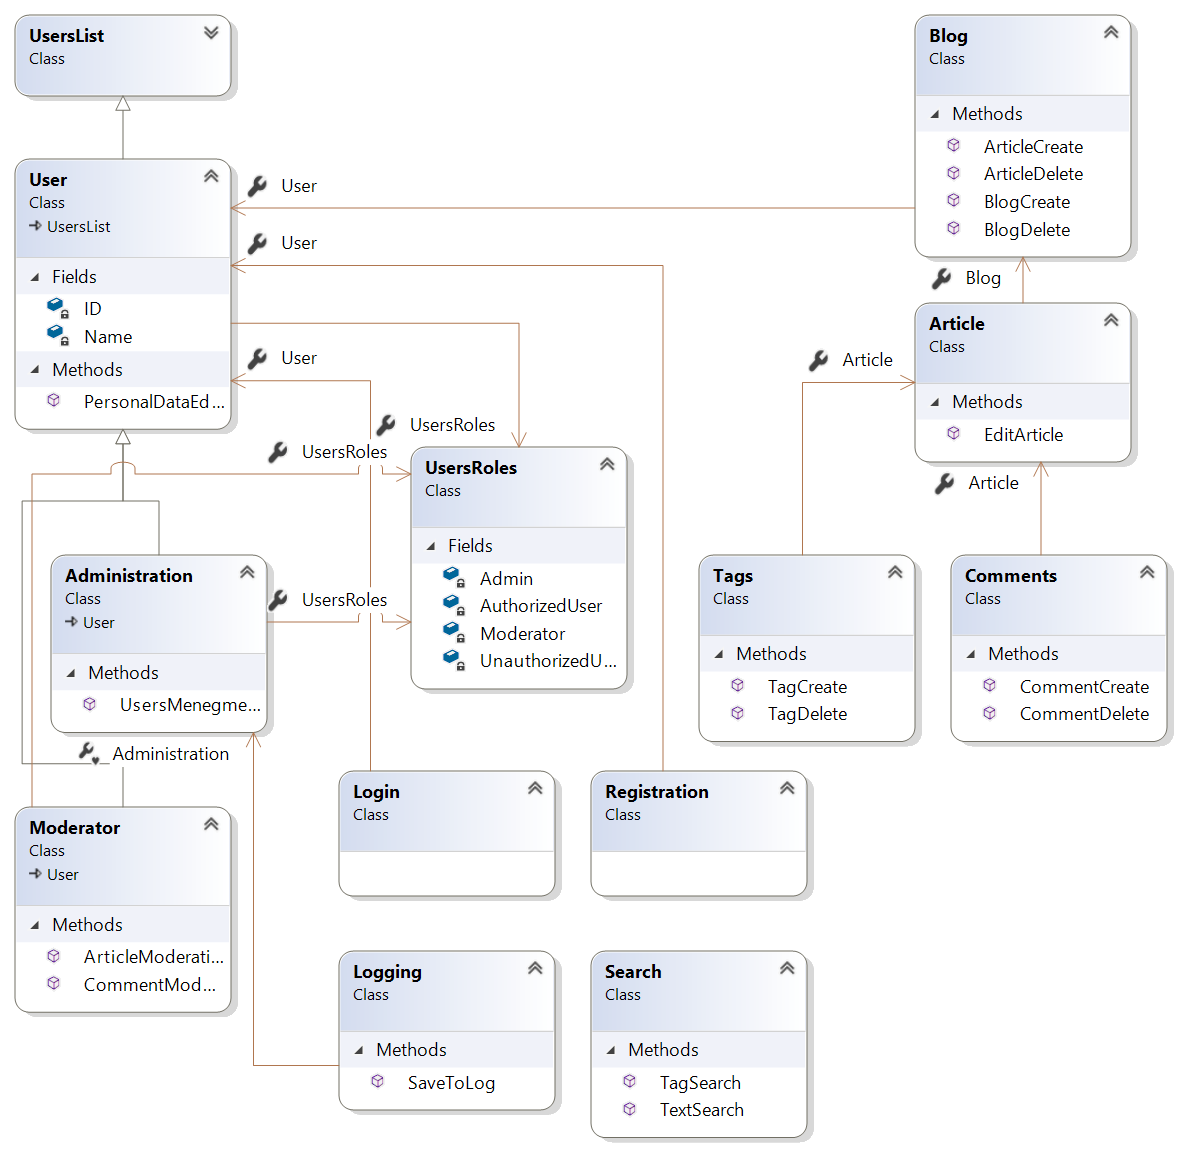 UsersList
Class
User
Class
UsersList
Fields
ID
Name
Methods
PersonalDataEd...
User
User
User
UsersRoles
UsersRoles
UsersRoles
Class
Fields
Admin
AuthorizedUser
Moderator
UnauthorizedU...
Administration
Class
User
Methods
UsersMenegme...
UsersRoles
Administration
Moderator
Class
User
Methods
ArticleModerati...
CommentMod...
Login
Class
Registration
Class
Logging
Class
Methods
SaveToLog
Search
Class
Methods
TagSearch
TextSearch
Blog
Class
Methods
ArticleCreate
ArticleDelete
BlogCreate
BlogDelete
Blog
Article
Class
Methods
EditArticle
Article
Article
Tags
Class
Methods
TagCreate
TagDelete
Comments
Class
Methods
CommentCreate
CommentDelete